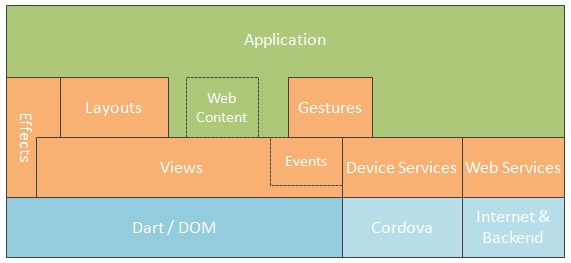 Application
Effects
Layouts
Web
Content
Gestures
Views
Events
Device Services
Web Services
Dart / DOM
Cordova
Internet &
Backend